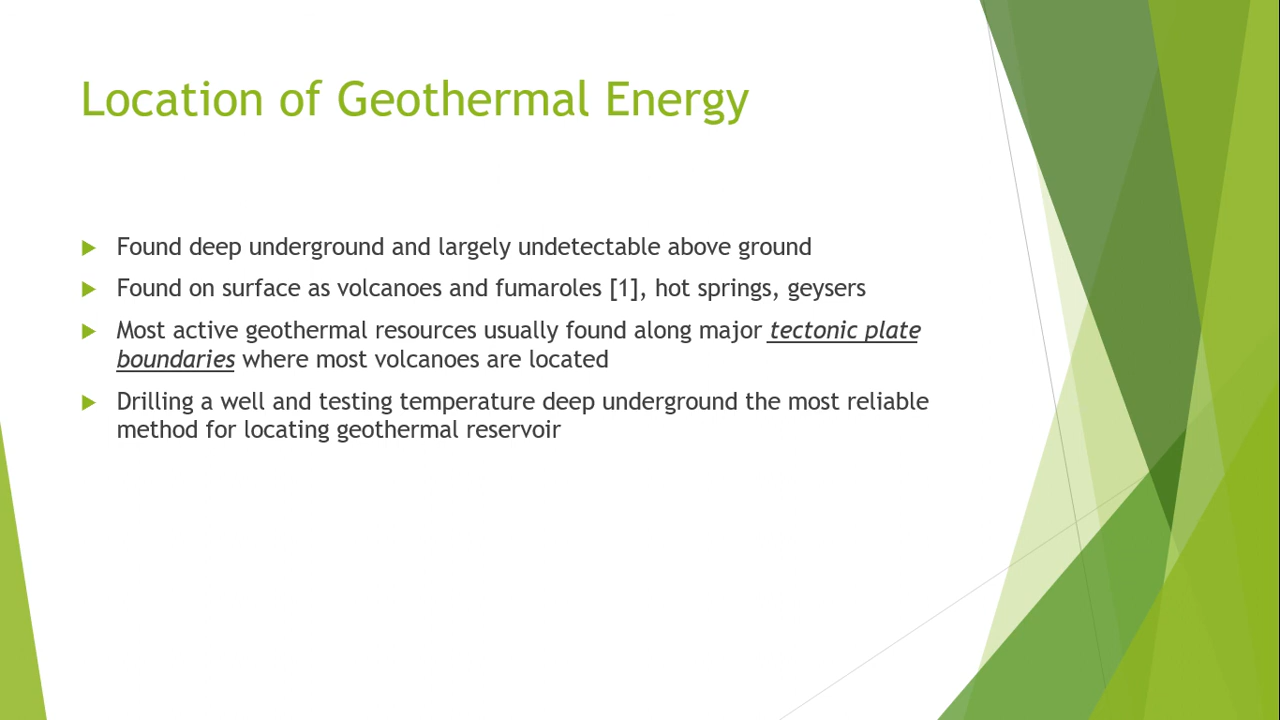 Location of Geothermal Energy
Found deep underground and largely undetectable above ground
Found on surface as volcanoes and fumaroles [1], hot springs, geysers
Most active geothermal resources usually found along major tectonic plate
boundaries where most volcanoes are located
Drilling a well and testing temperature deep underground the most reliable
method for locating geothermal reservoir